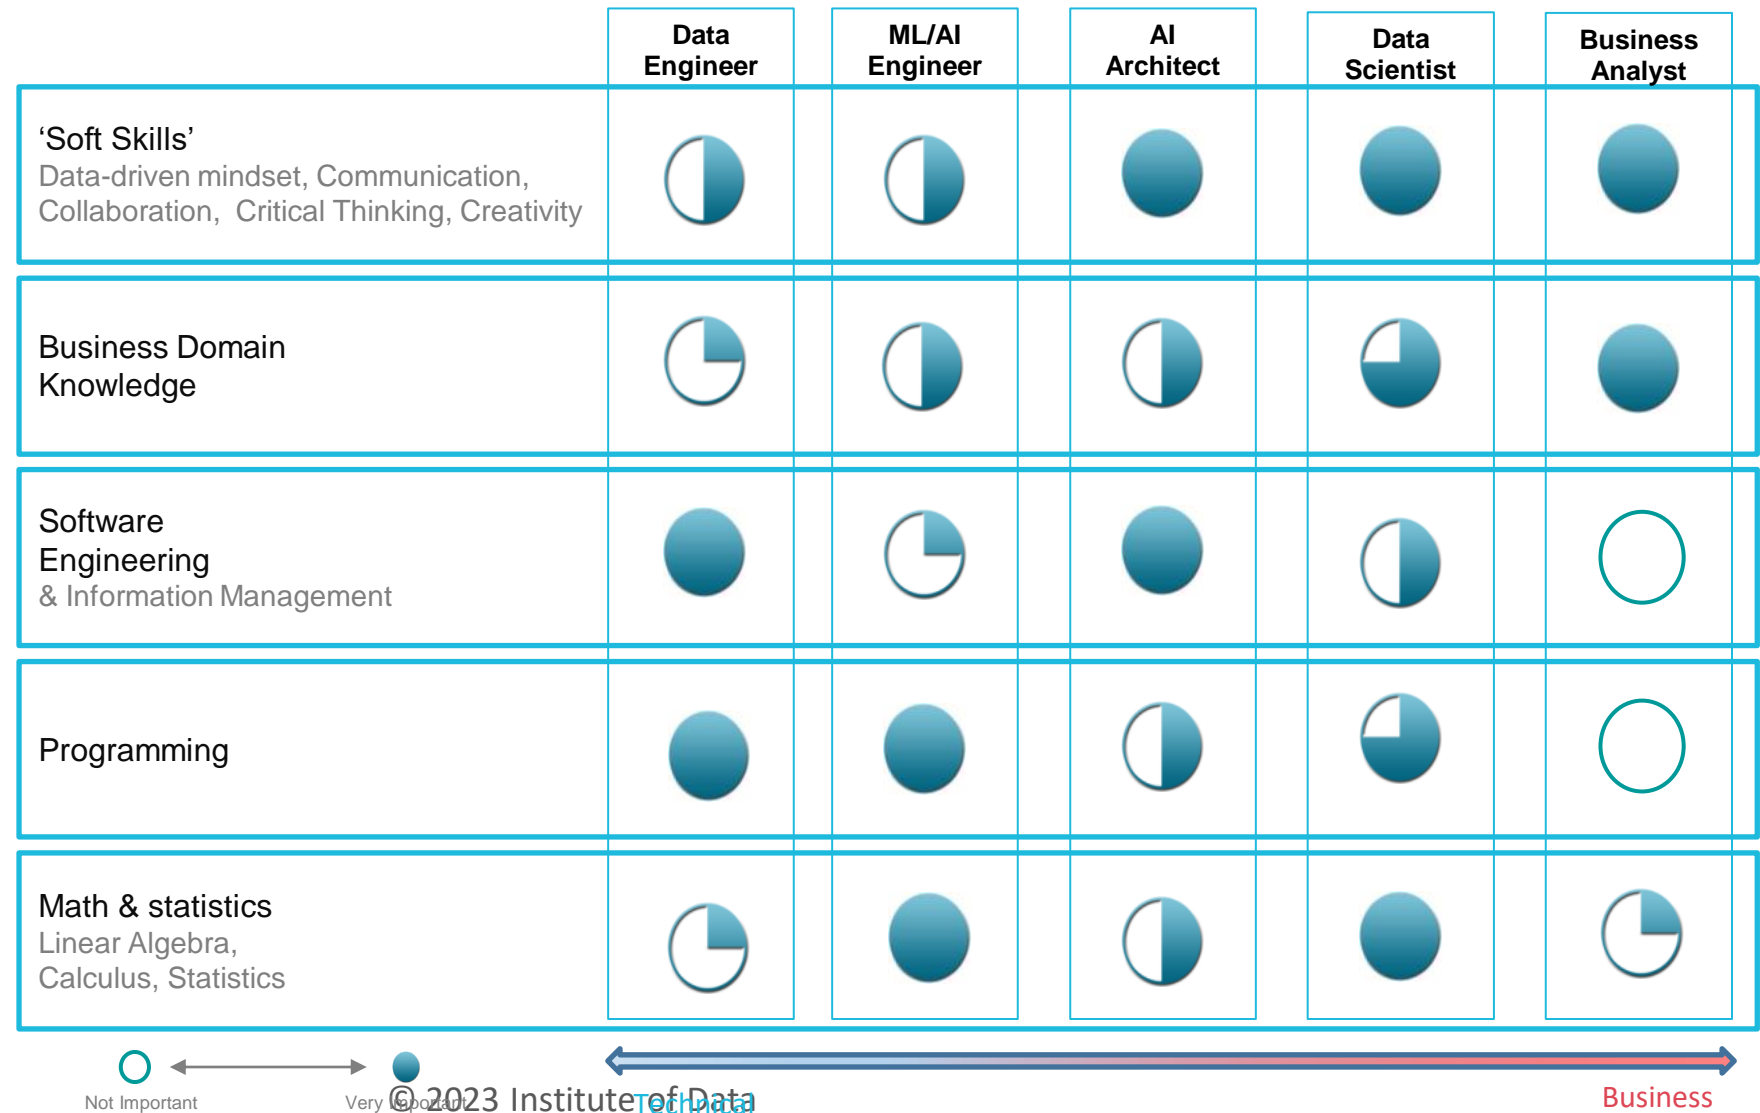 Data
Engineer
ML/AI
Engineer
AI
Architect
Data
Scientist
Business
Analyst
‘Soft Skills’
Data-driven mindset, Communication,
Collaboration, Critical Thinking, Creativity
Business Domain
Knowledge
Software
Engineering
& Information Management
Programming
Math & statistics
Linear Algebra,
Calculus, Statistics
Not Important
Very Important
© 2023 Institute of Data
Technical
Business